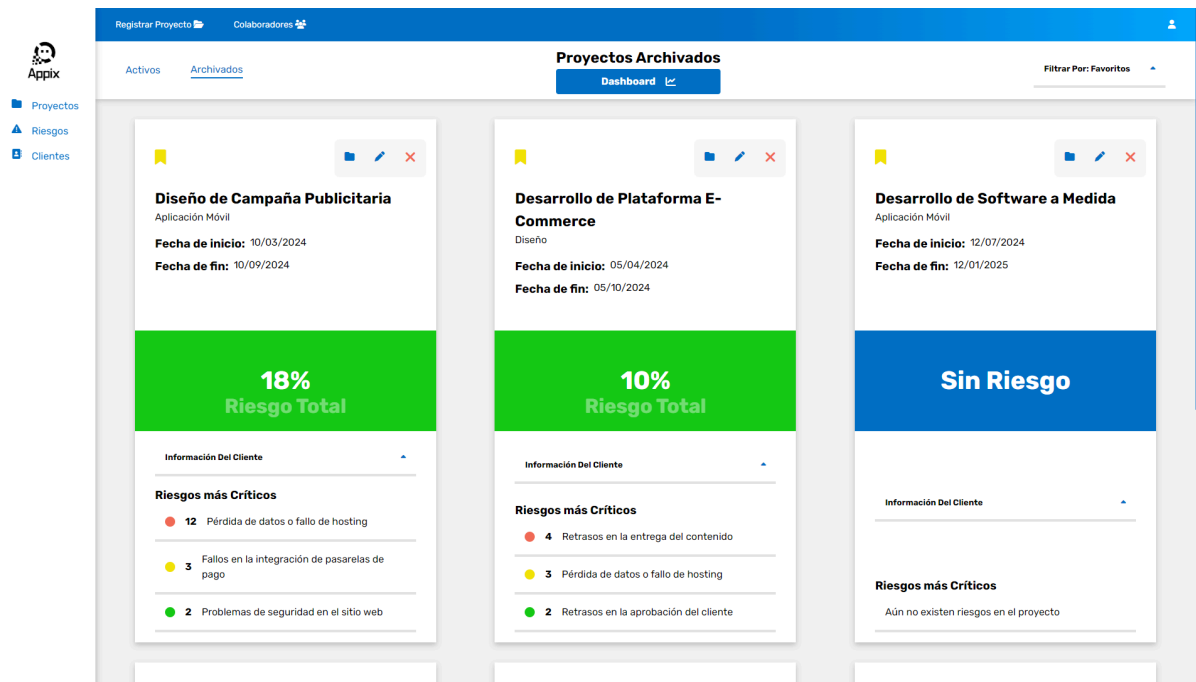 Registrar Proyecto
Colaboradores
Appix
Proyectos
Riesgos
Clientes
Activos
Archivados
Proyectos Archivados
Dashboard
Filtrar Por: Favoritos
Diseño de Campaña Publicitaria
Aplicación Móvil
Fecha de inicio: 10/03/2024
Fecha de fin: 10/09/2024
18%
Riesgo Total
Información Del Cliente
Riesgos más Críticos
12 Pérdida de datos o fallo de hosting
3 Fallos en la integración de pasarelas de
pago
2 Problemas de seguridad en el sitio web
Desarrollo de Plataforma E-
Commerce
Diseño
Fecha de inicio: 05/04/2024
Fecha de fin: 05/10/2024
10%
Riesgo Total
Información Del Cliente
Riesgos más Críticos
4 Retrasos en la entrega del contenido
3 Pérdida de datos o fallo de hosting
2 Retrasos en la aprobación del cliente
Desarrollo de Software a Medida
Aplicación Móvil
Fecha de inicio: 12/07/2024
Fecha de fin: 12/01/2025
Sin Riesgo
Información Del Cliente
Riesgos más Críticos
Aún no existen riesgos en el proyecto